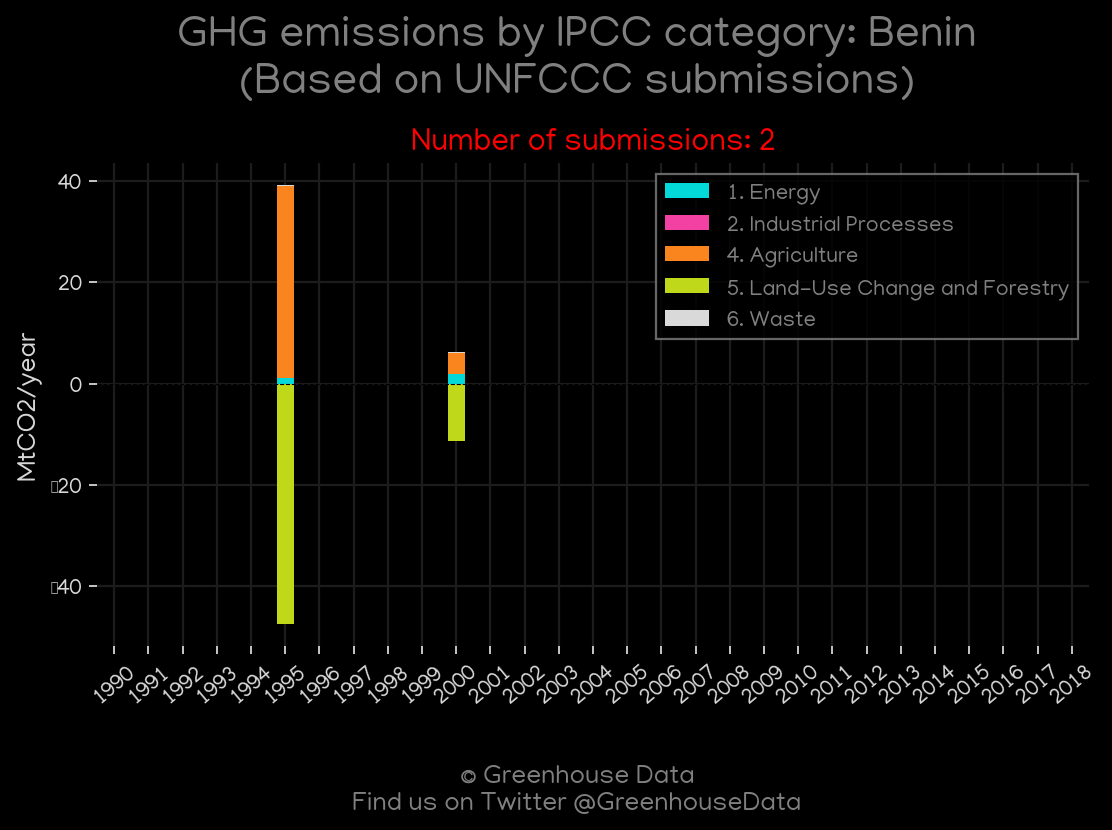 GHG emissions by IPCC category: Benin
(Based on UNFCCC submissions)
Number of submissions: 2
1. Energy
2. Industrial Processes
4. Agriculture
5. Land-Use Change and Forestry
6. Waste
MtCO2/year
40
20
0
▯20
▯40
1990 1991 1992 1993 1994 1995 1996 1997 1998 1999 2000 2001 2002 2003 2004 2005 2006 2007 2008 2009 2010 2011 2012 2013 2014 2015 2016 2017 2018
© Greenhouse Data
Find us on Twitter @GreenhouseData